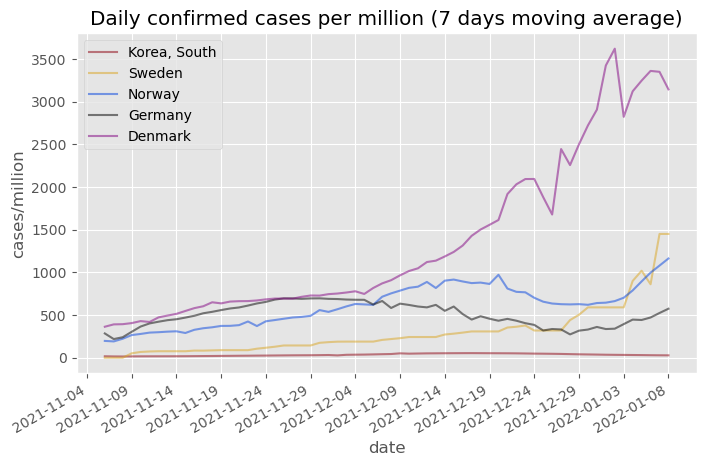 Daily confirmed cases per million (7 days moving average)
Korea, South
Sweden
Norway
Germany
Denmark
cases/million
3500
3000
2500
2000
1500
1000
500
0
2021-11-04
2021-11-09
2021-11-14
2021-11-19
2021-11-24
2021-11-29
2021-12-04
2021-12-09
2021-12-14
2021-12-19
2021-12-24
2021-12-29
2022-01-03
2022-01-08
date